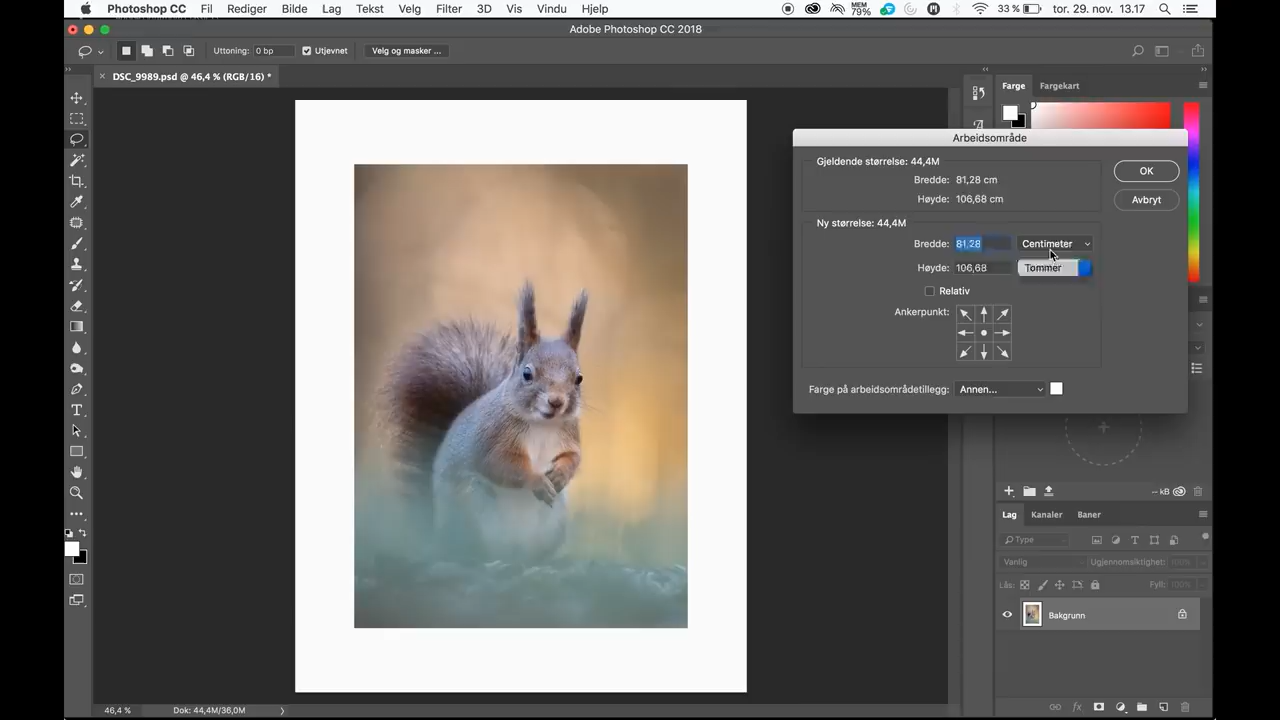 Photoshop CC Fil Rediger Bilde Lag Tekst Velg Filter 3D Vis Vindu Hjelp MEM 79% 33 % tor. 29. nov. 13.17
Adobe Photoshop CC 2018
Uttoning: 0 bp Utjevnet Velg og masker ...
DSC_9989.psd @ 46,4 % (RGB/16) *
Farge Fargekart
Arbeidsområde
Gjeldende størrelse: 44,4M
Bredde: 81,28 cm
Høyde: 106,68 cm
OK
Avbryt
Ny størrelse: 44,4M
Bredde: 81,28 Centimeter
Høyde: 106,68 Tommer
Relativ
Ankerpunkt:
Farge på arbeidsområdetillegg: Annen...
-- kB
Lag Kanaler Baner
Type
Vanlig Ugjennomsiktighet: 100%
Lås: Fyll: 100%
Bakgrunn
46,4 % Dok: 44,4M/36,0M